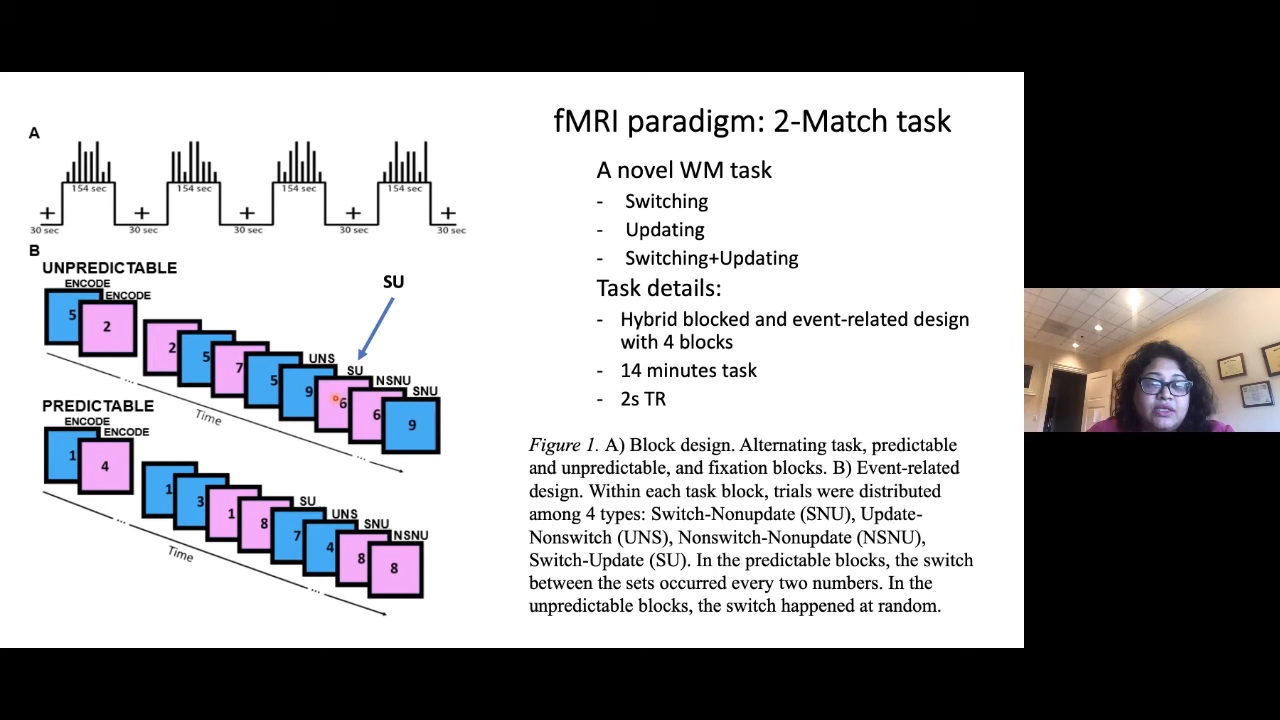 fMRI paradigm: 2-Match task
A
154 sec
154 sec
154 sec
154 sec
+
+
+
+
+
30 sec
30 sec
30 sec
30 sec
30 sec
B
UNPREDICTABLE
ENCODE
ENCODE
5
2
2
5
7
5
9
6
6
9
UNS
SU
NSNU
SNU
SU
Time
...
...
PREDICTABLE
ENCODE
ENCODE
1
4
1
3
1
8
7
4
8
8
SU
UNS
SNU
NSNU
Time
...
...
A novel WM task
- Switching
- Updating
- Switching+Updating
Task details:
- Hybrid blocked and event-related design
with 4 blocks
- 14 minutes task
- 2s TR
Figure 1. A) Block design. Alternating task, predictable
and unpredictable, and fixation blocks. B) Event-related
design. Within each task block, trials were distributed
among 4 types: Switch-Nonupdate (SNU), Update-
Nonswitch (UNS), Nonswitch-Nonupdate (NSNU),
Switch-Update (SU). In the predictable blocks, the switch
between the sets occurred every two numbers. In the
unpredictable blocks, the switch happened at random.